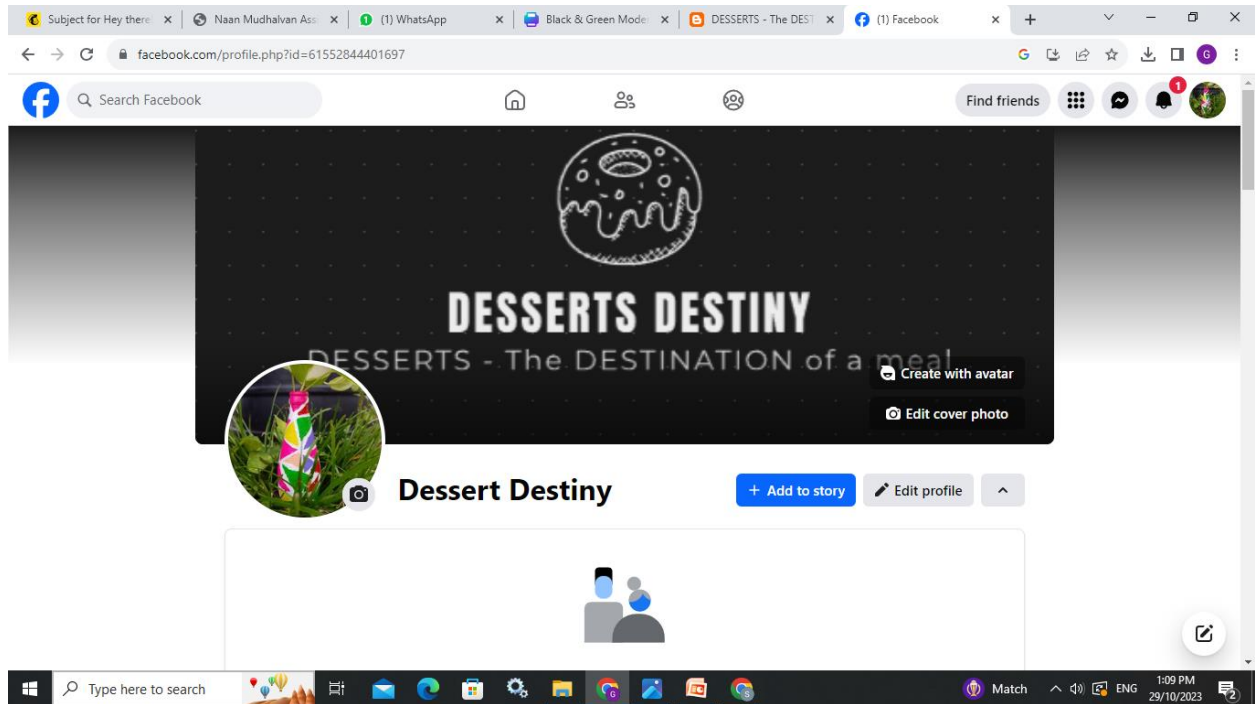 Subject for Hey there
Naan Mudhalvan Ass
(1) WhatsApp
Black & Green Moder
DESSERTS - The DEST
(1) Facebook
facebook.com/profile.php?id=61552844401697
G
G
Search Facebook
Find friends
1
DESSERTS DESTINY
DESSERTS - The DESTINATION of a meal
Create with avatar
Edit cover photo
Dessert Destiny
+ Add to story
Edit profile
Type here to search
Match
ENG
1:09 PM
29/10/2023
2